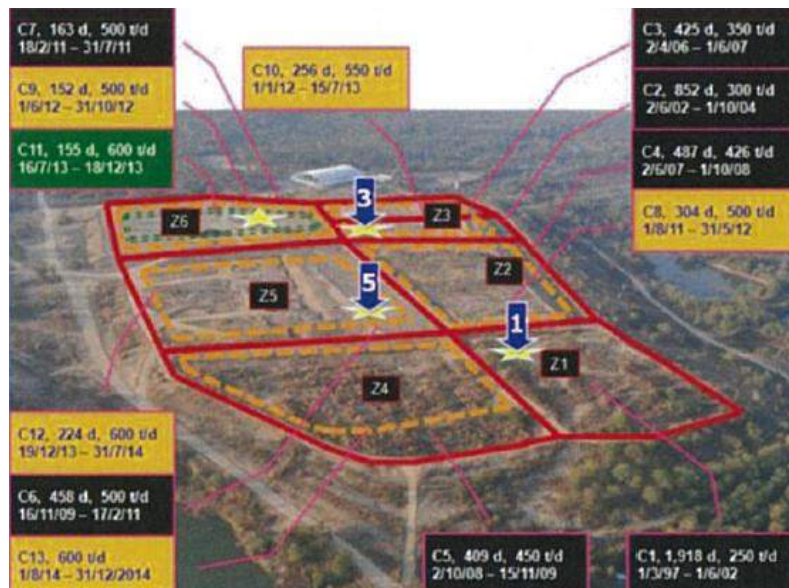 C7, 163 d, 500 t/d
18/2/11 – 31/7/11
C9, 152 d, 500 t/d
1/6/12 – 31/10/12
C11, 155 d, 600 t/d
16/7/13 – 18/12/13
C10, 256 d, 550 t/d
1/1/12 – 15/7/13
C3, 425 d, 350 t/d
2/4/06 – 1/6/07
C2, 852 d, 300 t/d
2/6/02 – 1/10/04
C4, 487 d, 426 t/d
2/6/07 – 1/10/08
C8, 304 d, 500 t/d
1/8/11 – 31/5/12
Z6
3
Z3
Z5
5
Z2
1
Z1
Z4
C12, 224 d, 600 t/d
19/12/13 – 31/7/14
C6, 458 d, 500 t/d
16/11/09 – 17/2/11
C13, 600 t/d
1/8/14 – 31/12/2014
C5, 409 d, 450 t/d
2/10/08 – 15/11/09
C1, 1,918 d, 250 t/d
1/3/97 – 1/6/02